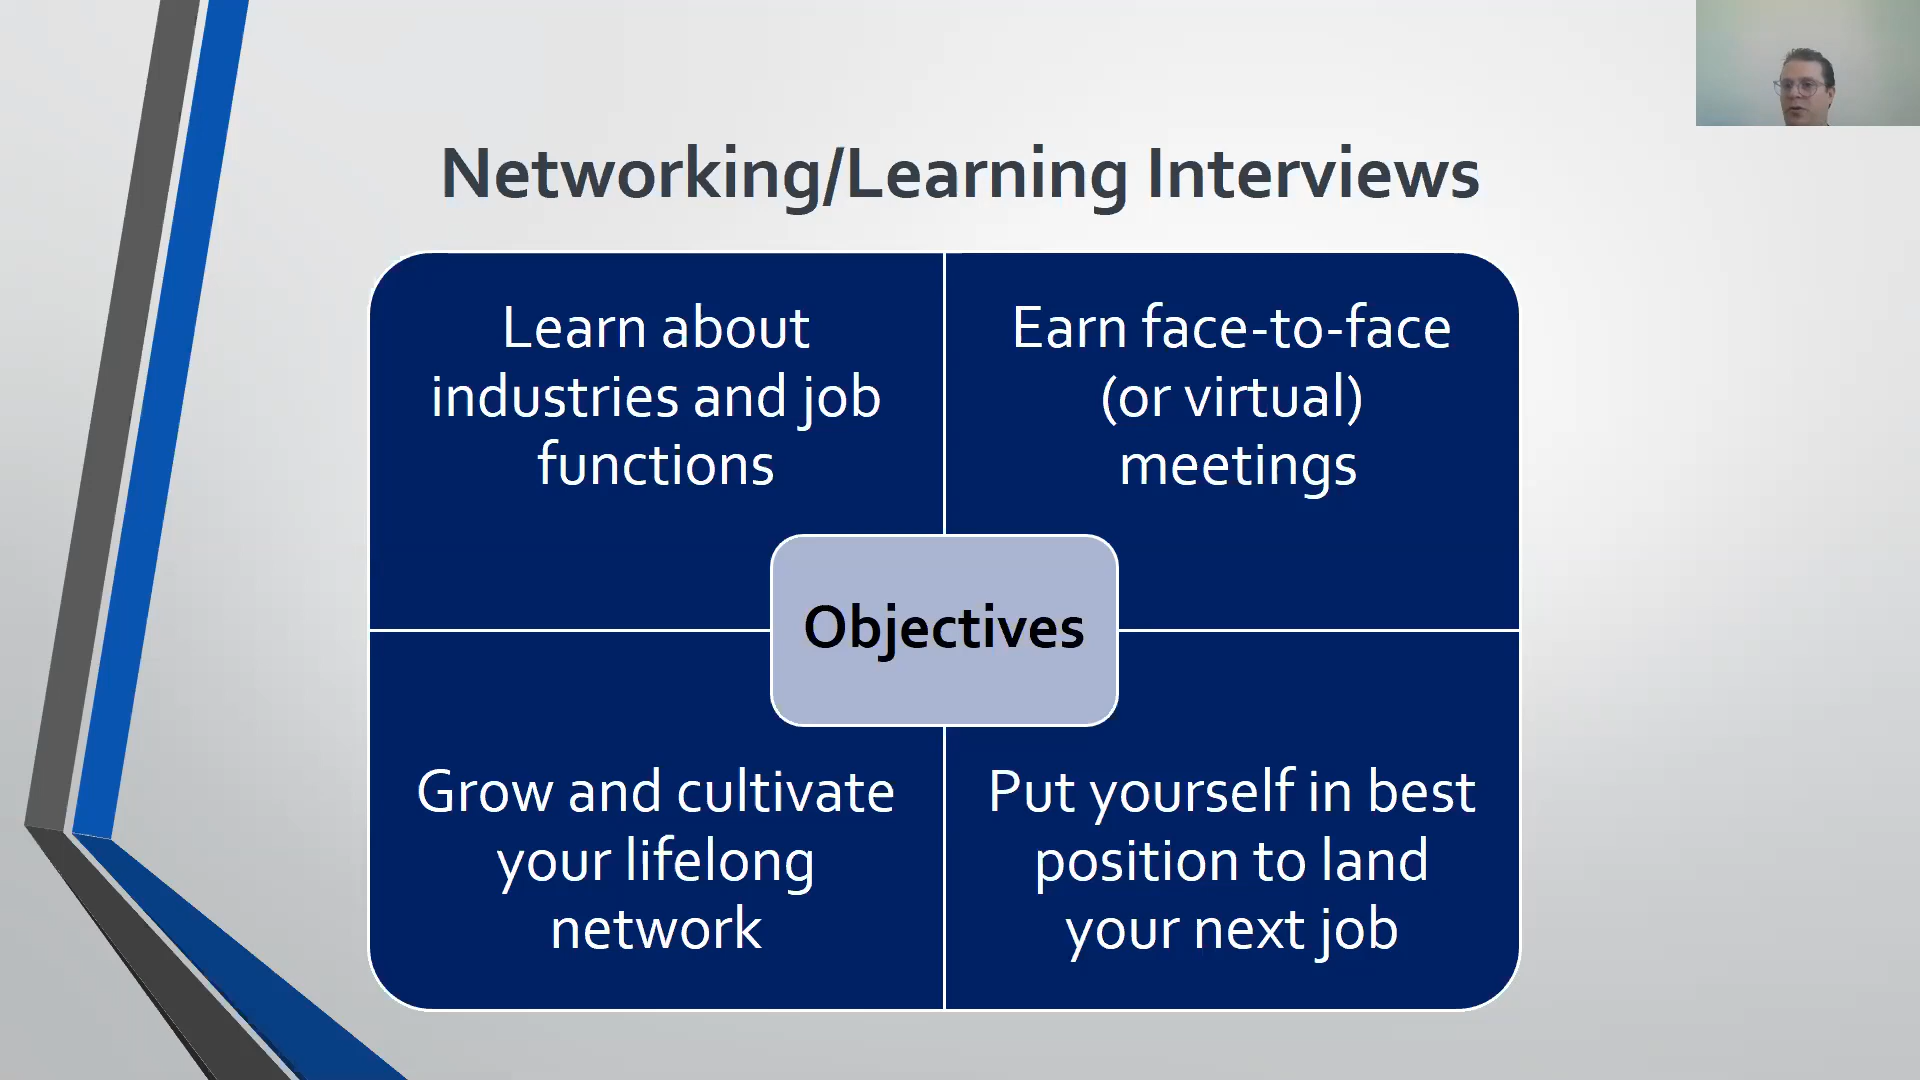 Networking/Learning Interviews
Learn about
industries and job
functions
Earn face-to-face
(or virtual)
meetings
Objectives
Grow and cultivate
your lifelong
network
Put yourself in best
position to land
your next job